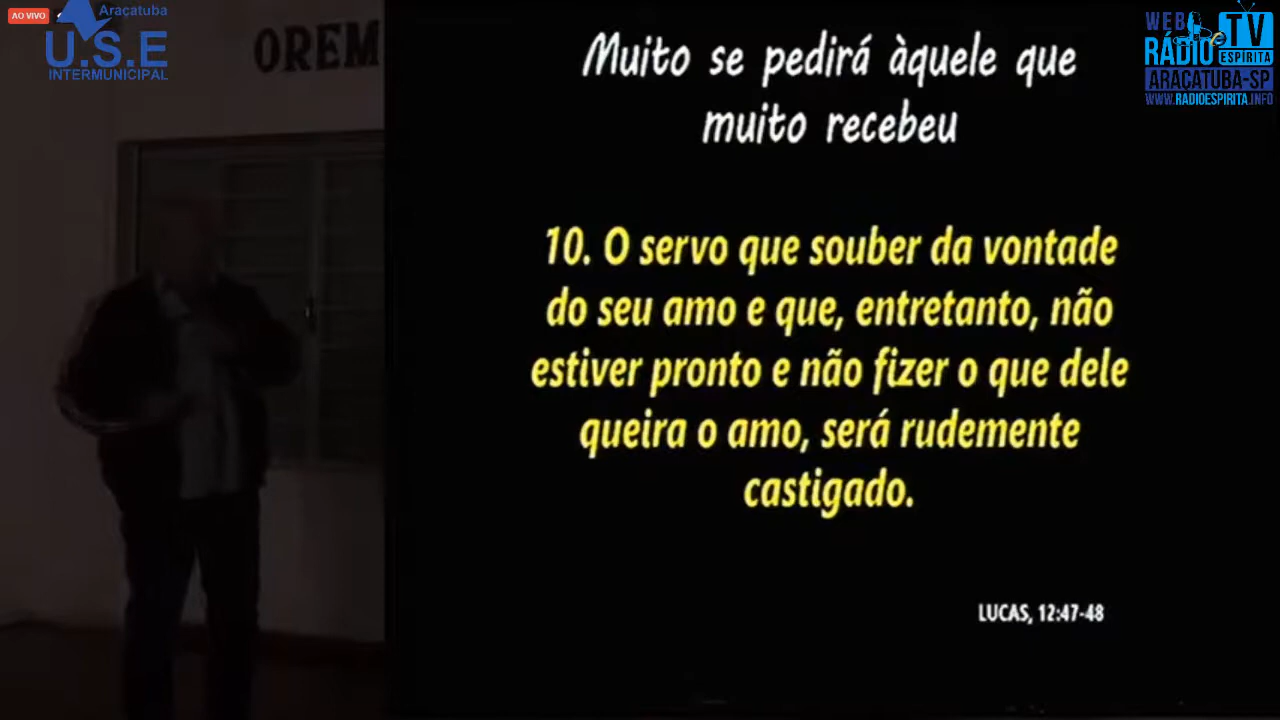 AO VIVO
Araçatuba
U.S.E
INTERMUNICIPAL
OREM
WEB
RÁDIO e TV
ESPÍRITA
ARAÇATUBA-SP
WWW.RADIOESPIRITA.INFO
Muito se pedirá àquele que
muito recebeu
10. O servo que souber da vontade
do seu amo e que, entretanto, não
estiver pronto e não fizer o que dele
queira o amo, será rudemente
castigado.
LUCAS, 12:47-48